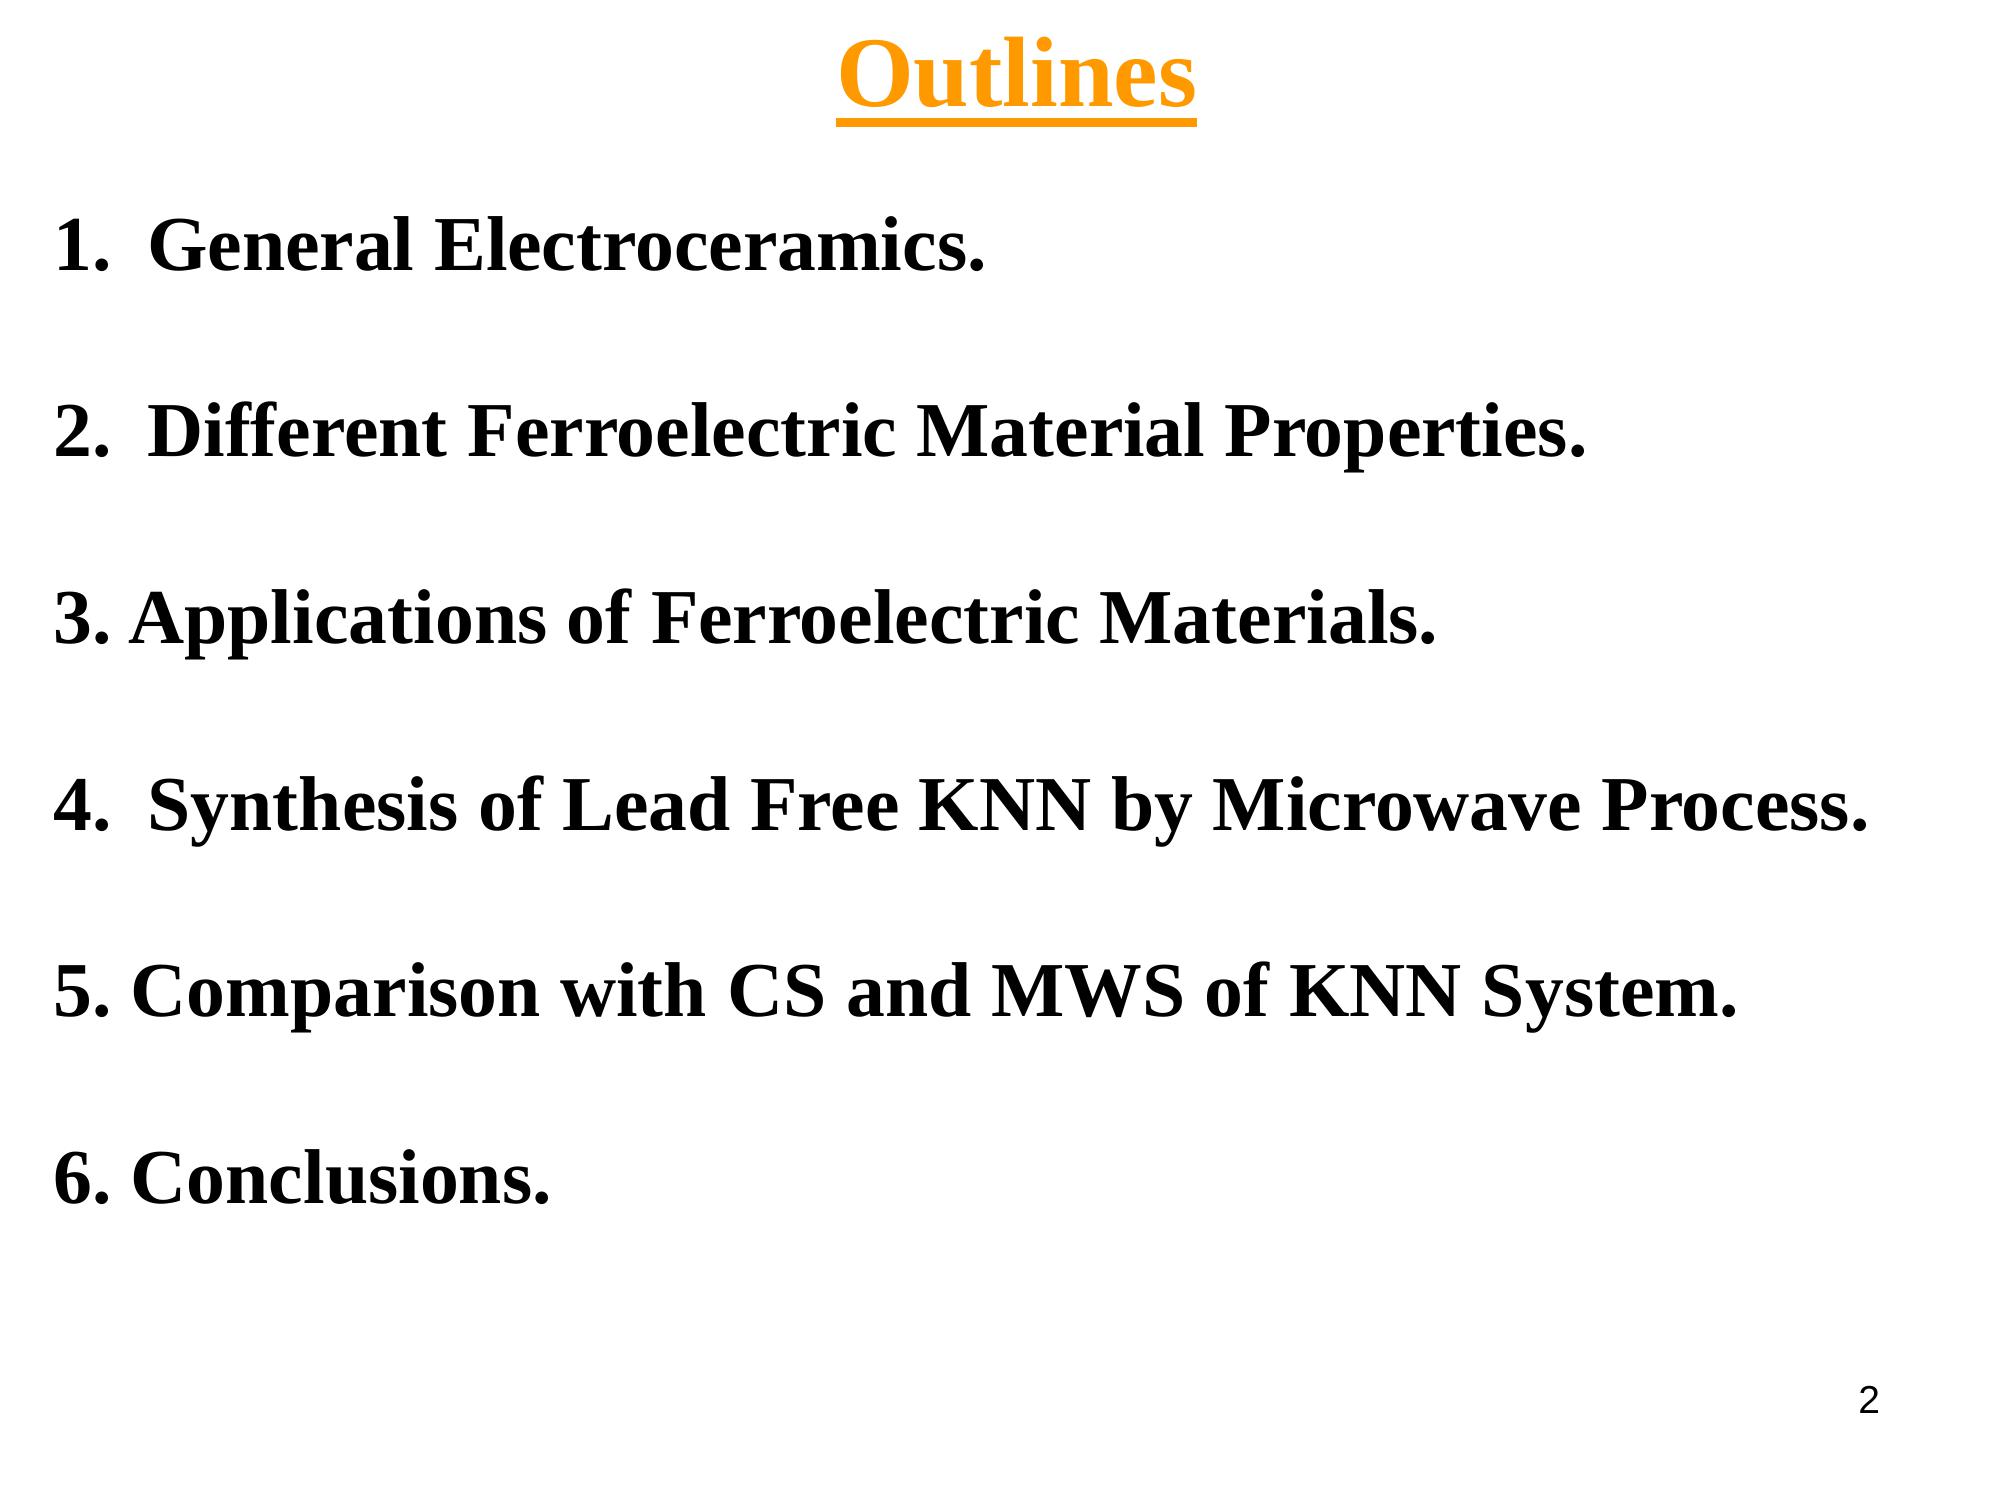 Outlines
1. General Electroceramics.
2. Different Ferroelectric Material Properties.
3. Applications of Ferroelectric Materials.
4. Synthesis of Lead Free KNN by Microwave Process.
5. Comparison with CS and MWS of KNN System.
6. Conclusions.
2